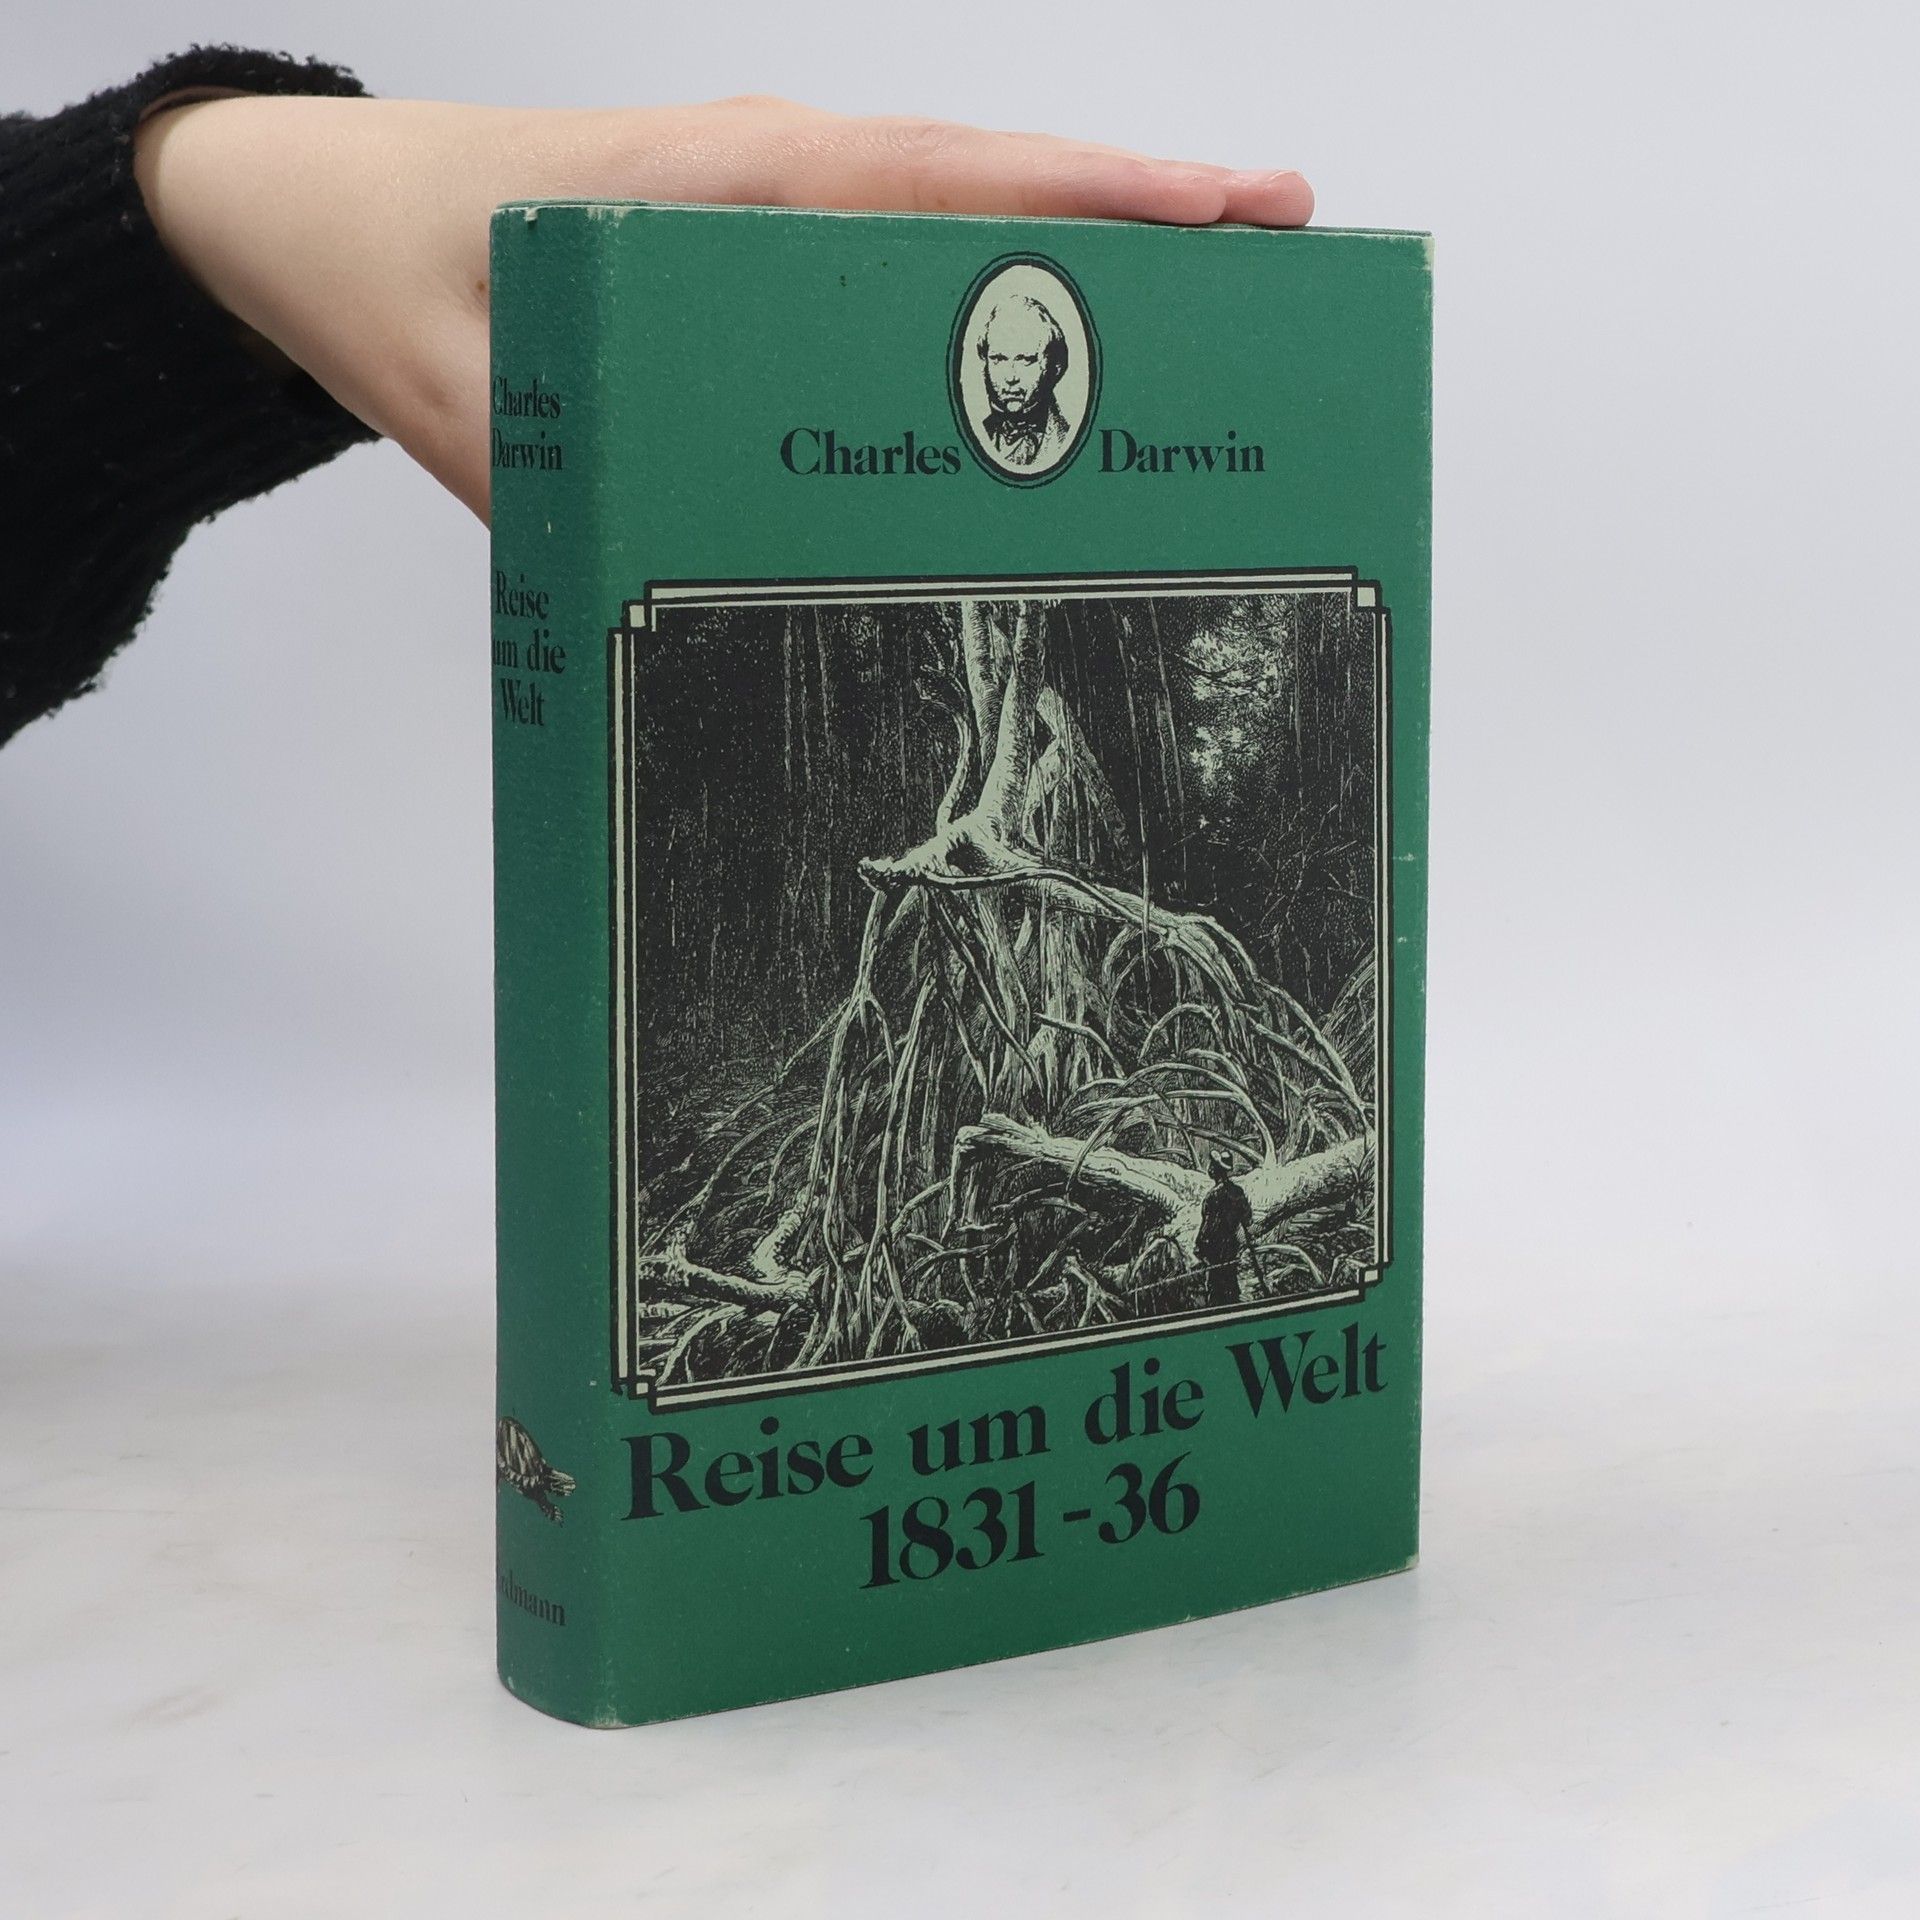 Charles
Darwin
Reise
um die
Welt
Charles Darwin
Reise um die Welt
1831-36